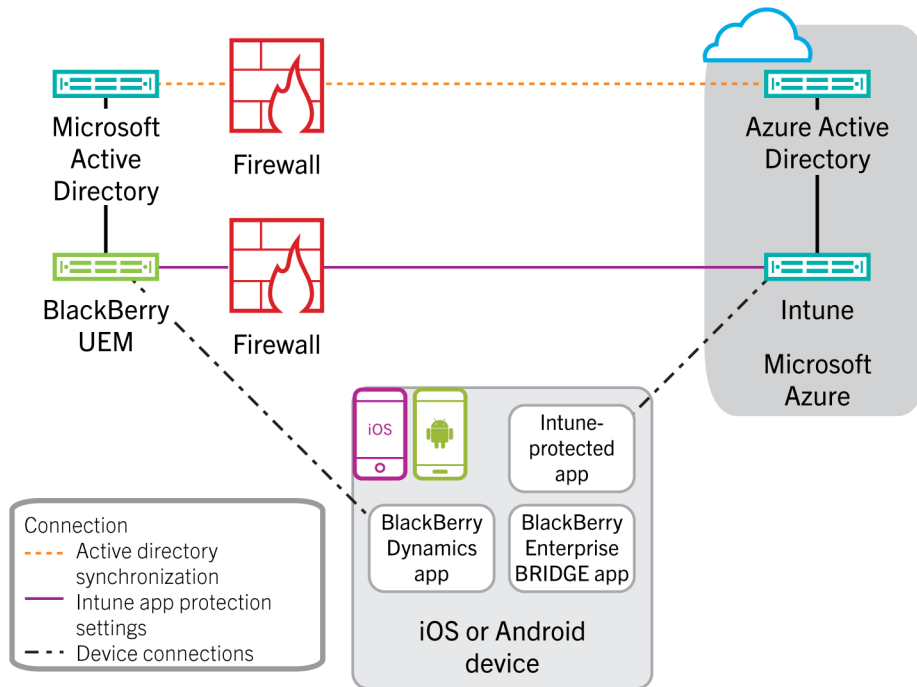 Microsoft
Active
Directory
Firewall
Azure Active
Directory
BlackBerry
UEM
Firewall
Intune
Microsoft
Azure
iOS
Intune-
protected
app
BlackBerry
Dynamics
app
BlackBerry
Enterprise
BRIDGE app
iOS or Android
device
Connection
Active directory
synchronization
Intune app protection
settings
Device connections